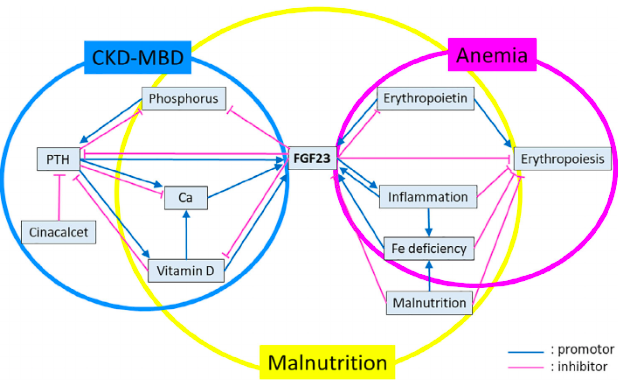 CKD-MBD
Anemia
Phosphorus
Erythropoietin
PTH
FGF23
Erythropoiesis
Ca
Inflammation
Cinacalcet
Fe deficiency
Vitamin D
Malnutrition
Malnutrition
: promotor
: inhibitor